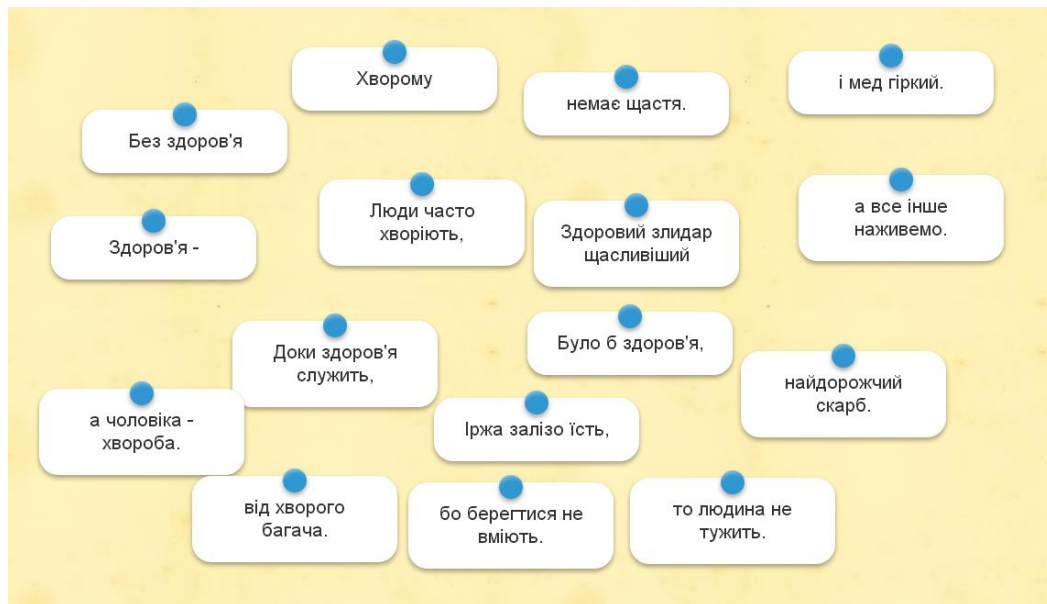 Хворому
немає щастя.
і мед гіркий.
Без здоров'я
Люди часто
хворіють,
Здоровий злидар
щасливіший
а все інше
наживемо.
Здоров'я -
Доки здоров'я
служить,
Було б здоров'я,
найдорожчий
скарб.
а чоловіка -
хвороба.
Іржа залізо їсть,
від хворого
багача.
бо берегтися не
вміють.
то людина не
тужить.